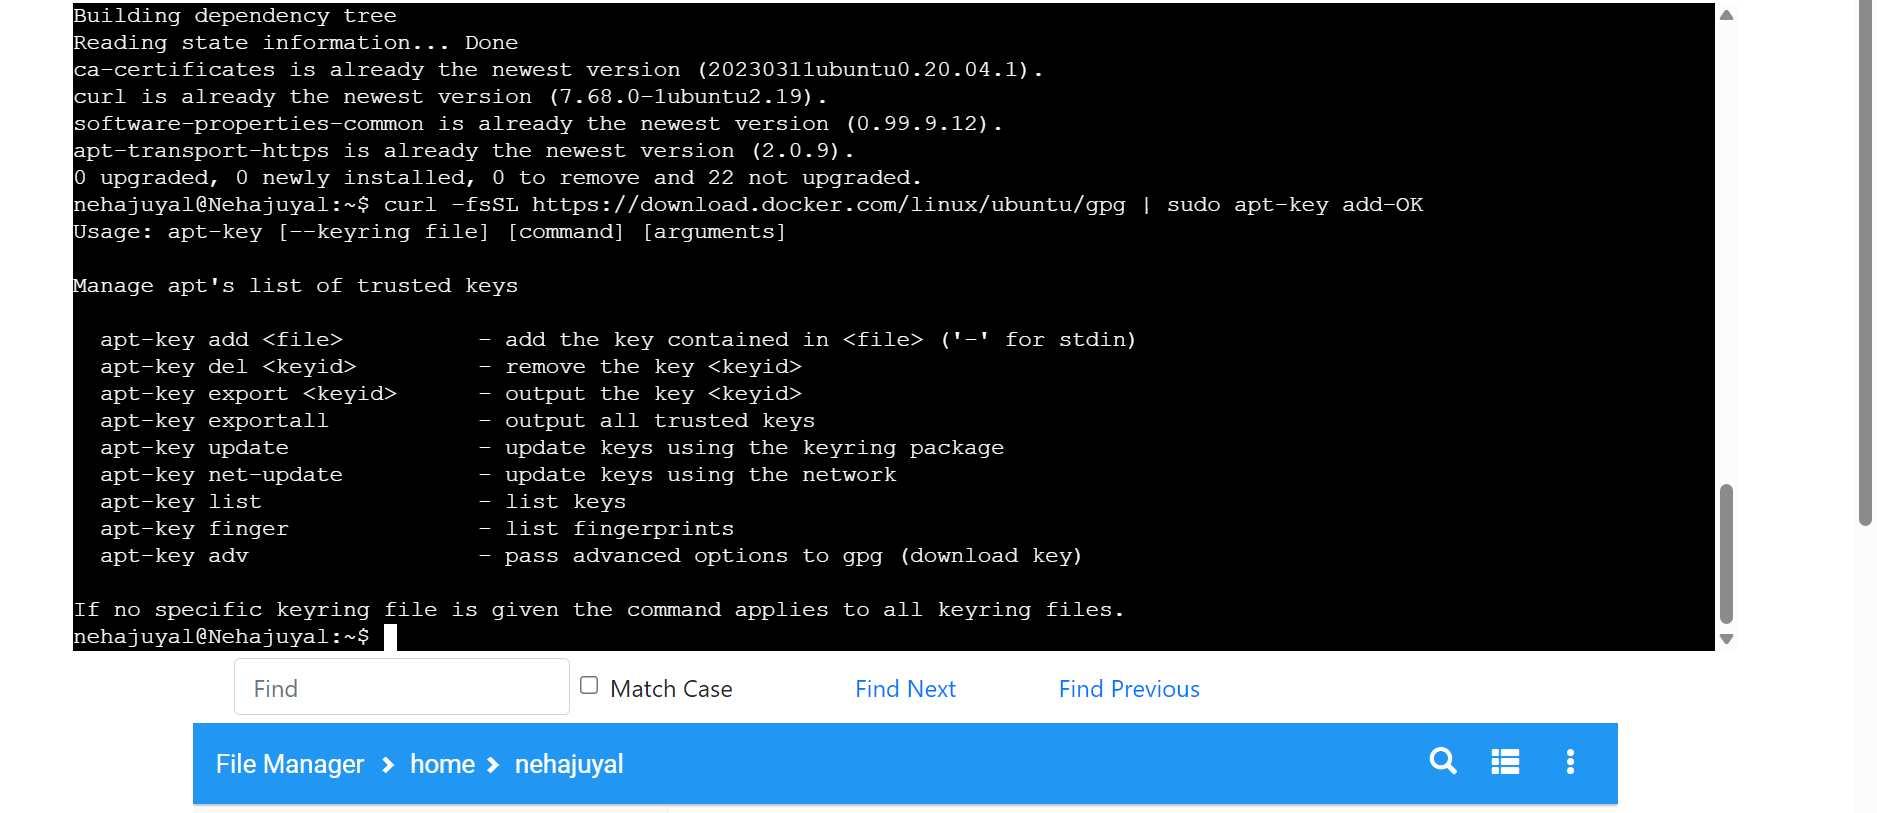 Building dependency tree
Reading state information... Done
ca-certificates is already the newest version (20230311ubuntu0.20.04.1).
curl is already the newest version (7.68.0-1ubuntu2.19).
software-properties-common is already the newest version (0.99.9.12).
apt-transport-https is already the newest version (2.0.9).
0 upgraded, 0 newly installed, 0 to remove and 22 not upgraded.
nehajuyal@Nehajuyal:~$ curl -fsSL https://download.docker.com/linux/ubuntu/gpg | sudo apt-key add-OK
Usage: apt-key [--keyring file] [command] [arguments]

Manage apt's list of trusted keys

  apt-key add <file>          - add the key contained in <file> ('-' for stdin)
  apt-key del <keyid>         - remove the key <keyid>
  apt-key export <keyid>      - output the key <keyid>
  apt-key exportall           - output all trusted keys
  apt-key update              - update keys using the keyring package
  apt-key net-update          - update keys using the network
  apt-key list                - list keys
  apt-key finger              - list fingerprints
  apt-key adv                 - pass advanced options to gpg (download key)

If no specific keyring file is given the command applies to all keyring files.
nehajuyal@Nehajuyal:~$
Find Match Case Find Next Find Previous
File Manager > home > nehajuyal